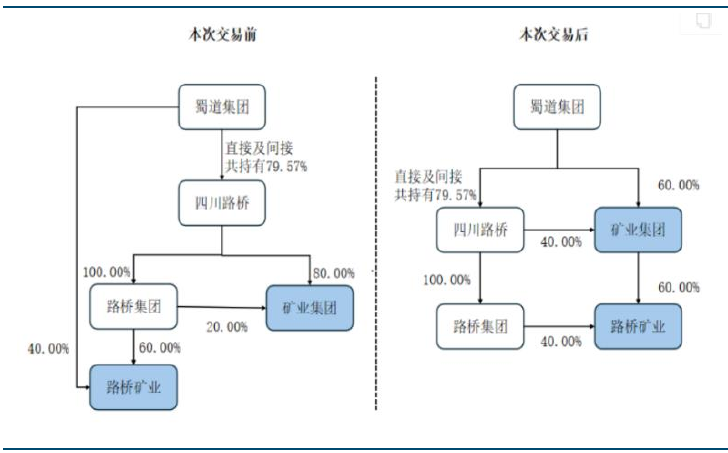 本次交易前
蜀道集团
直接及间接
共持有79.57%
四川路桥
100.00%
80.00%
路桥集团
矿业集团
20.00%
40.00%
60.00%
路桥矿业
本次交易后
蜀道集团
直接及间接
共持有79.57%
60.00%
四川路桥
矿业集团
40.00%
100.00%
60.00%
路桥集团
路桥矿业
40.00%